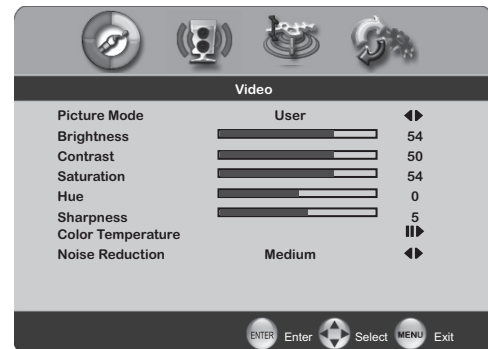 Video
Picture Mode User
Brightness 54
Contrast 50
Saturation 54
Hue 0
Sharpness 5
Color Temperature
Noise Reduction Medium
ENTER Enter Select MENU Exit